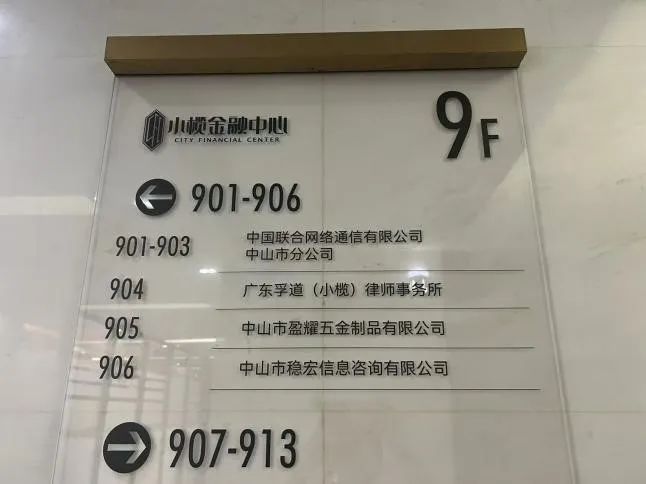 小榄金融中心
CITY FINANCIAL CENTER
9F
901-906
901-903 中国联合网络通信有限公司
中山市分公司
904 广东孚道（小榄）律师事务所
905 中山市盈耀五金制品有限公司
906 中山市稳宏信息咨询有限公司
907-913